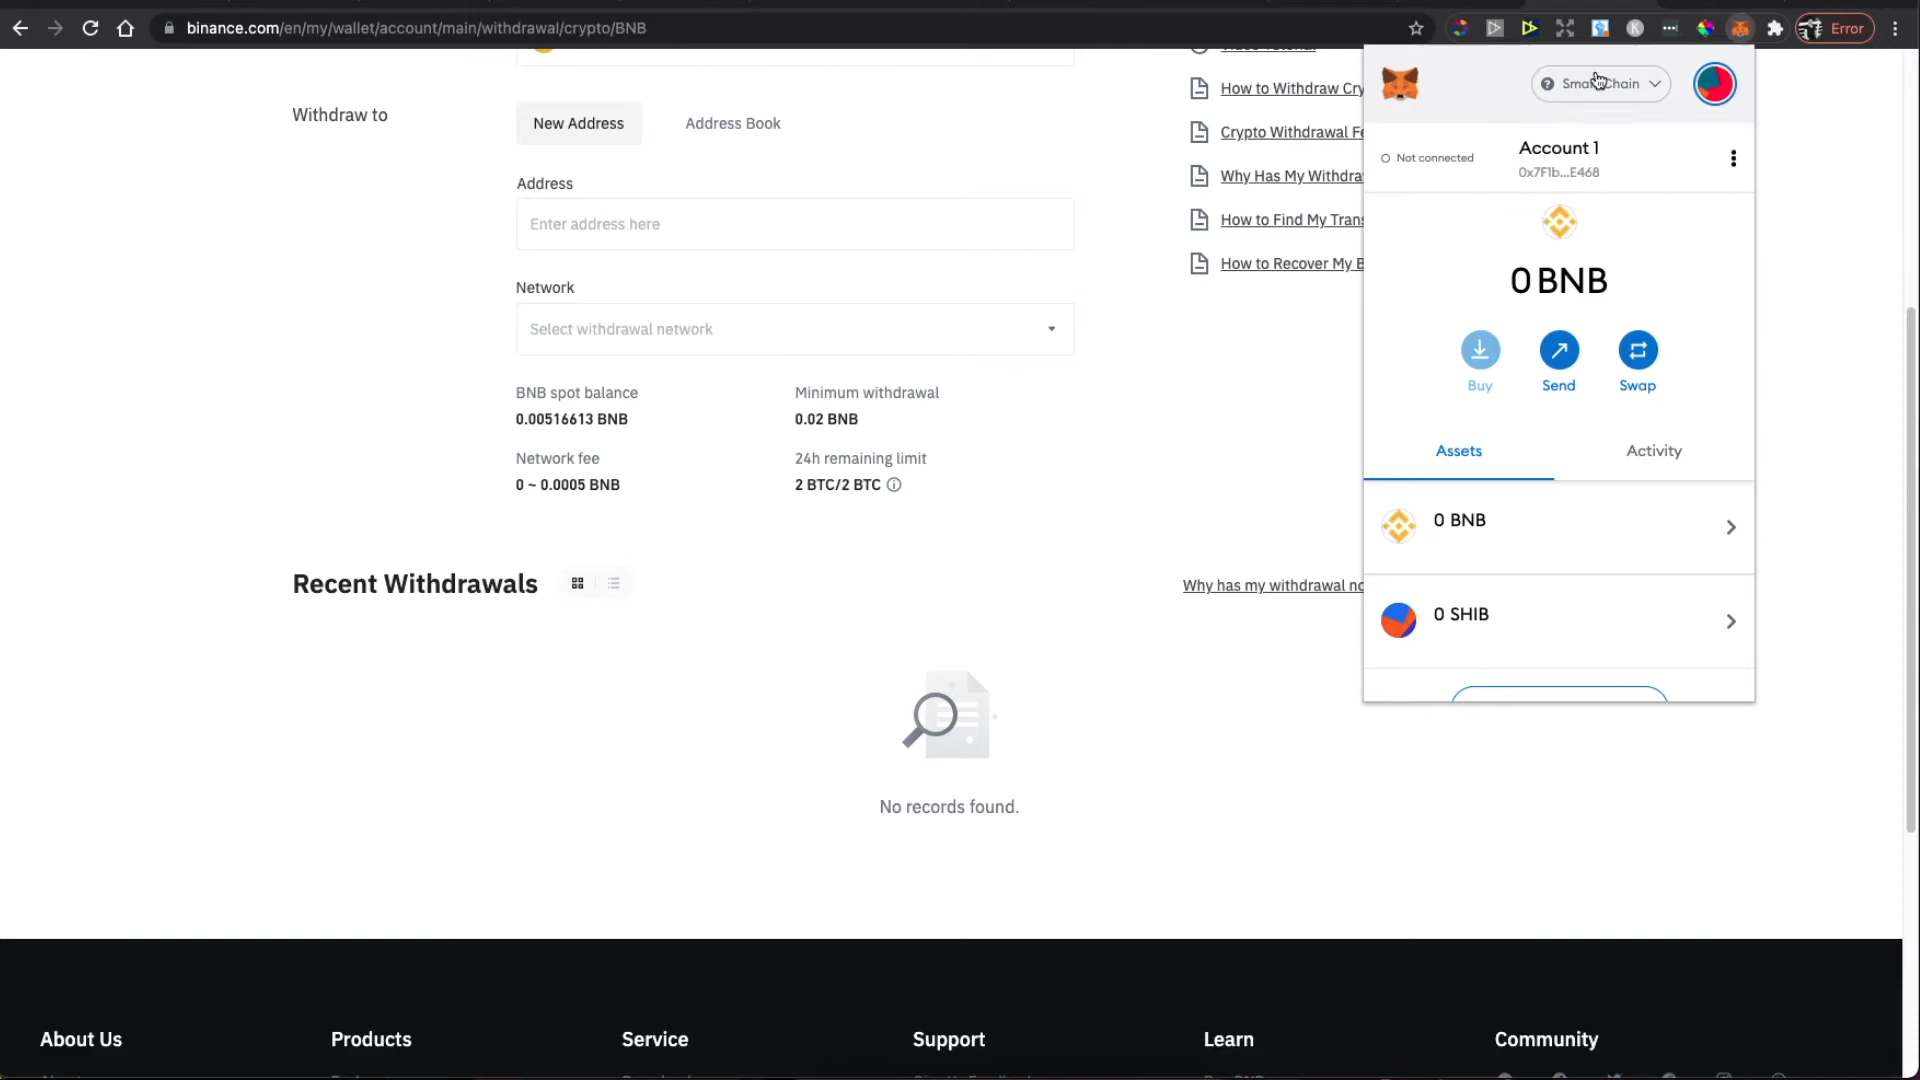 binance.com/en/my/wallet/account/main/withdrawal/crypto/BNB
Error
Withdraw to
New Address
Address Book
Address
Enter address here
Network
Select withdrawal network
BNB spot balance
0.00516613 BNB
Minimum withdrawal
0.02 BNB
Network fee
0 ~ 0.0005 BNB
24h remaining limit
2 BTC/2 BTC
How to Withdraw Cry
Crypto Withdrawal Fe
Why Has My Withdra
How to Find My Trans
How to Recover My B
Chain
Not connected
Account 1
0x7F1b...E468
0 BNB
Buy
Send
Swap
Assets
Activity
0 BNB
0 SHIB
Recent Withdrawals
Why has my withdrawal no
No records found.
About Us
Products
Service
Support
Learn
Community